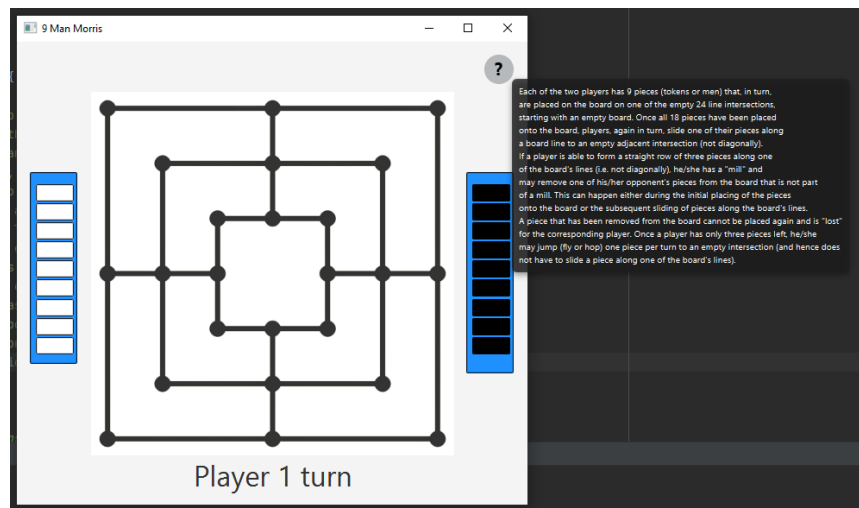 9 Man Morris
?
Each of the two players has 9 pieces (tokens or men) that, in turn,
are placed on the board on one of the empty 24 line intersections,
starting with an empty board. Once all 18 pieces have been placed
onto the board, players, again in turn, slide one of their pieces along
a board line to an empty adjacent intersection (not diagonally).
If a player is able to form a straight row of three pieces along one
of the board's lines (i.e. not diagonally), he/she has a "mill" and
may remove one of his/her opponent's pieces from the board that is not part
of a mill. This can happen either during the initial placing of the pieces
onto the board or the subsequent sliding of pieces along the board's lines.
A piece that has been removed from the board cannot be placed again and is "lost"
for the corresponding player. Once a player has only three pieces left, he/she
may jump (fly or hop) one piece per turn to an empty intersection (and hence does
not have to slide a piece along one of the board's lines).
Player 1 turn